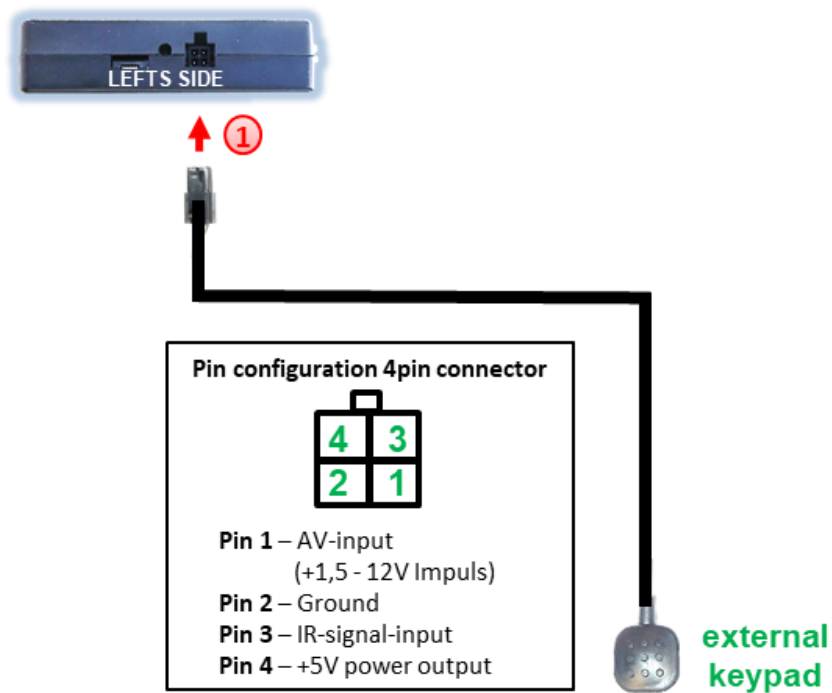 LEFTS SIDE
1
Pin configuration 4pin connector
4 3
2 1
Pin 1 – AV-input
(+1,5 - 12V Impuls)
Pin 2 – Ground
Pin 3 – IR-signal-input
Pin 4 – +5V power output
external
keypad